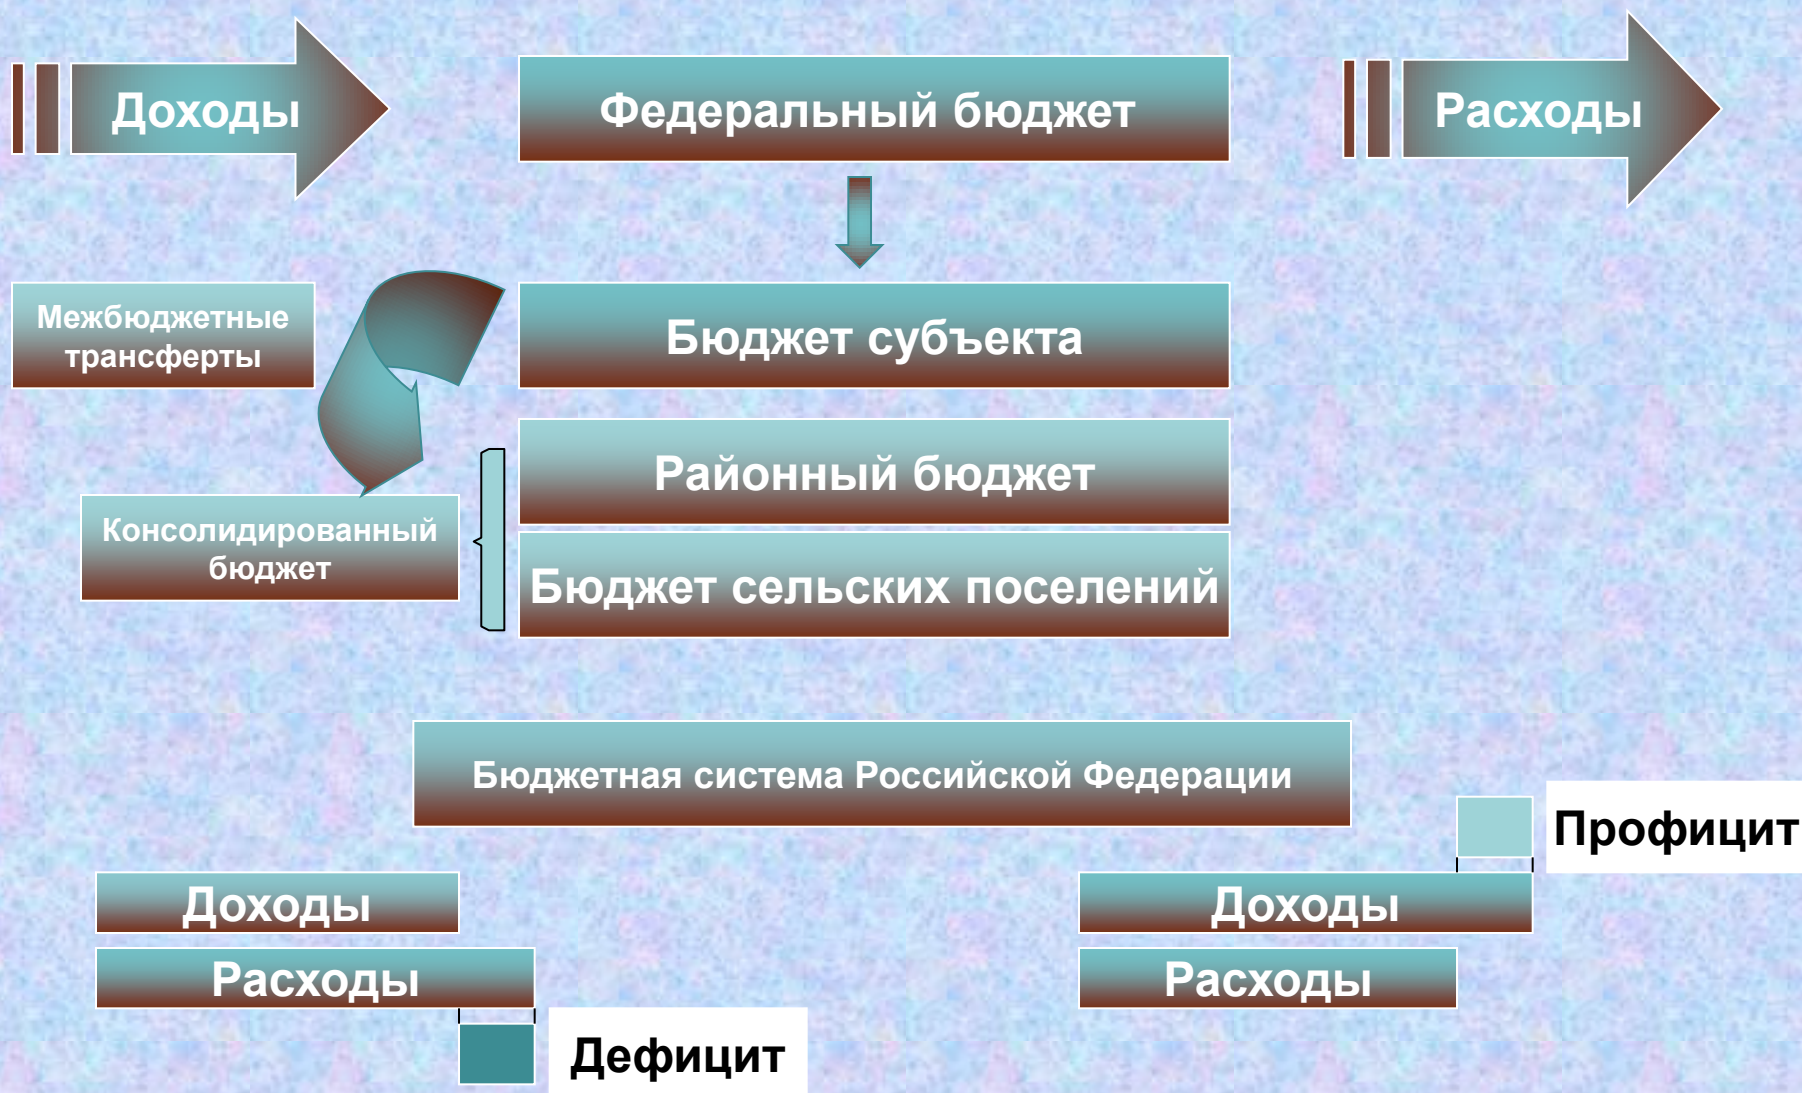 Доходы
Федеральный бюджет
Расходы
Межбюджетные
трансферты
Бюджет субъекта
Районный бюджет
Консолидированный
бюджет
Бюджет сельских поселений
Бюджетная система Российской Федерации
Профицит
Доходы
Расходы
Дефицит
Доходы
Расходы